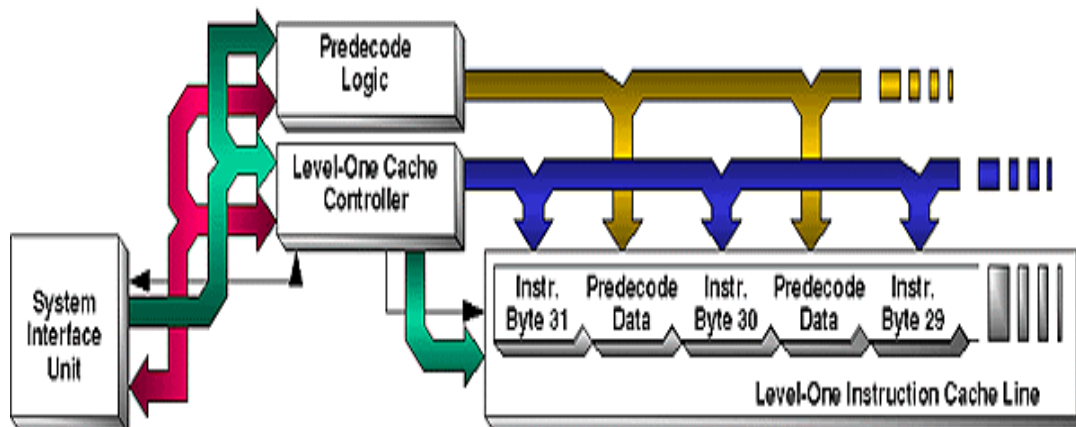 Predecode
Logic
Level-One Cache
Controller
System
Interface
Unit
Instr.
Byte 31
Predecode
Data
Instr.
Byte 30
Predecode
Data
Instr.
Byte 29
Level-One Instruction Cache Line